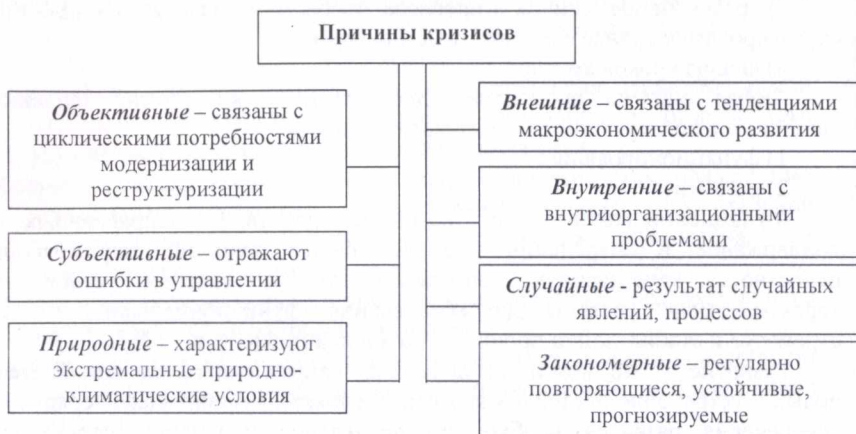 Причины кризисов
Объективные – связаны с
циклическими потребностями
модернизации и
реструктуризации
Субъективные – отражают
ошибки в управлении
Природные – характеризуют
экстремальные природно-
климатические условия
Внешние – связаны с тенденциями
макроэкономического развития
Внутренние – связаны с
внутриорганизационными
проблемами
Случайные - результат случайных
явлений, процессов
Закономерные – регулярно
повторяющиеся, устойчивые,
прогнозируемые